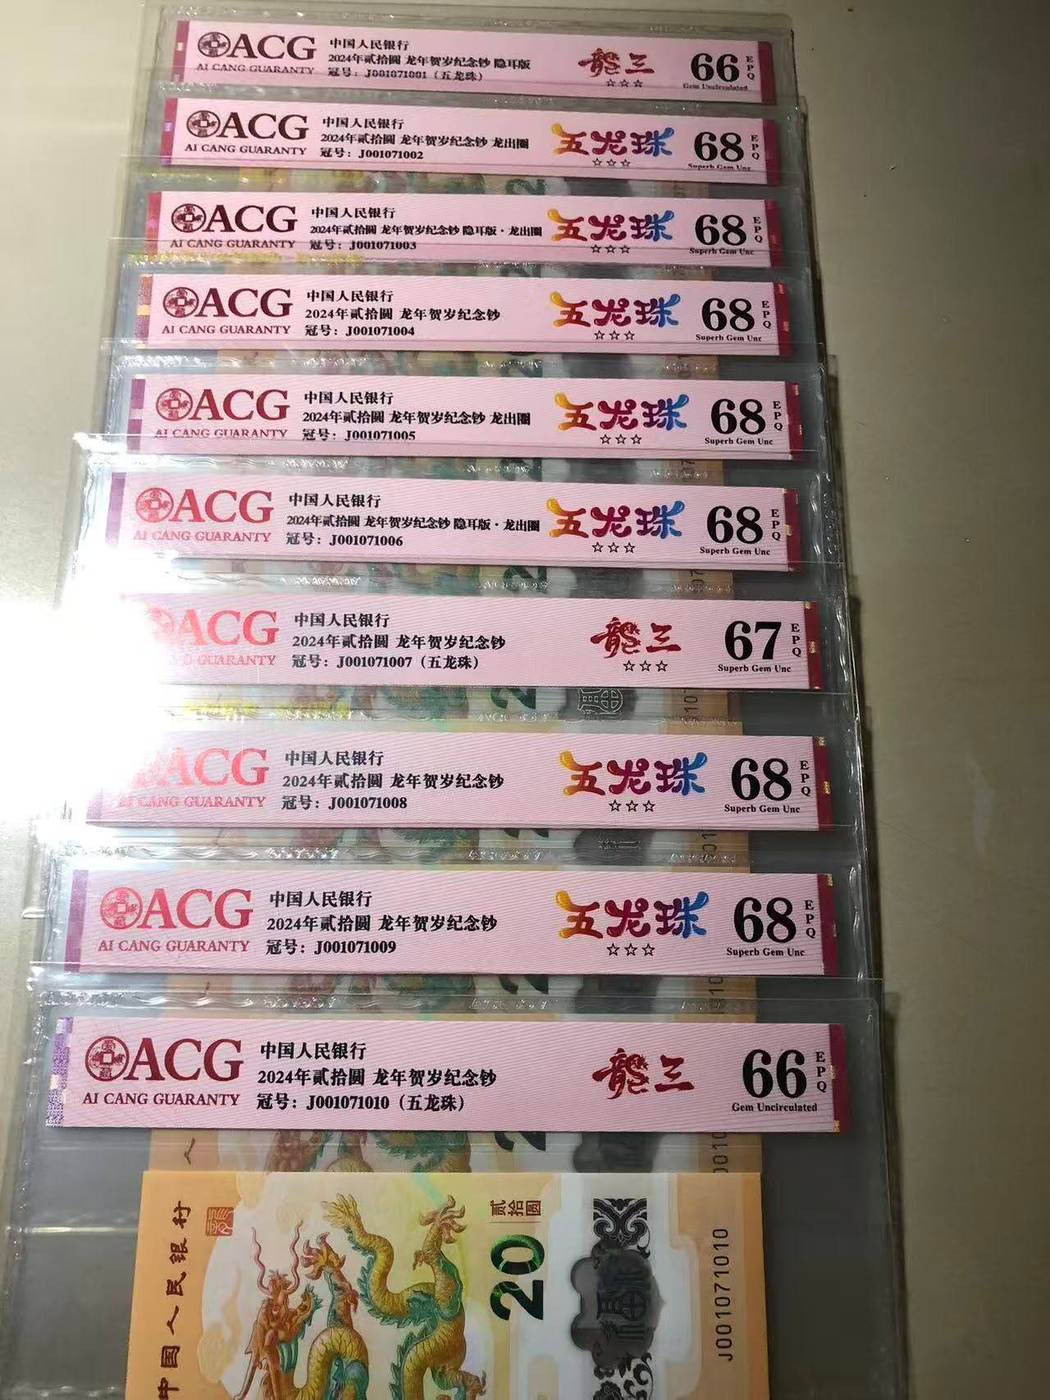 ACG
AI CANG GUARANTY
中国人民银行
2024年贰拾圆 龙年贺岁纪念钞 隐耳版
冠号：J001071001（五龙珠）
龍三
☆☆☆
66
EPQ
Gem Uncirculated
ACG
AI CANG GUARANTY
中国人民银行
2024年贰拾圆 龙年贺岁纪念钞 龙出圈
冠号：J001071002
五龙珠
☆☆☆
68
EPQ
Superb Gem Unc
ACG
AI CANG GUARANTY
中国人民银行
2024年贰拾圆 龙年贺岁纪念钞 隐耳版·龙出圈
冠号：J001071003
五龙珠
☆☆☆
68
EPQ
Superb Gem Unc
ACG
AI CANG GUARANTY
中国人民银行
2024年贰拾圆 龙年贺岁纪念钞
冠号：J001071004
五龙珠
☆☆☆
68
EPQ
Superb Gem Unc
ACG
AI CANG GUARANTY
中国人民银行
2024年贰拾圆 龙年贺岁纪念钞 龙出圈
冠号：J001071005
五龙珠
☆☆☆
68
EPQ
Superb Gem Unc
ACG
AI CANG GUARANTY
中国人民银行
2024年贰拾圆 龙年贺岁纪念钞 隐耳版·龙出圈
冠号：J001071006
五龙珠
☆☆☆
68
EPQ
Superb Gem Unc
ACG
GUARANTY
中国人民银行
2024年贰拾圆 龙年贺岁纪念钞
冠号：J001071007（五龙珠）
龍三
☆☆☆
67
EPQ
Superb Gem Unc
ACG
AI CANG GUARANTY
中国人民银行
2024年贰拾圆 龙年贺岁纪念钞
冠号：J001071008
五龙珠
☆☆☆
68
EPQ
Superb Gem Unc
ACG
AI CANG GUARANTY
中国人民银行
2024年贰拾圆 龙年贺岁纪念钞
冠号：J001071009
五龙珠
☆☆☆
68
EPQ
Superb Gem Unc
ACG
AI CANG GUARANTY
中国人民银行
2024年贰拾圆 龙年贺岁纪念钞
冠号：J001071010（五龙珠）
龍三
66
EPQ
Gem Uncirculated
中國人民銀行
贰拾圆
20
J001071010